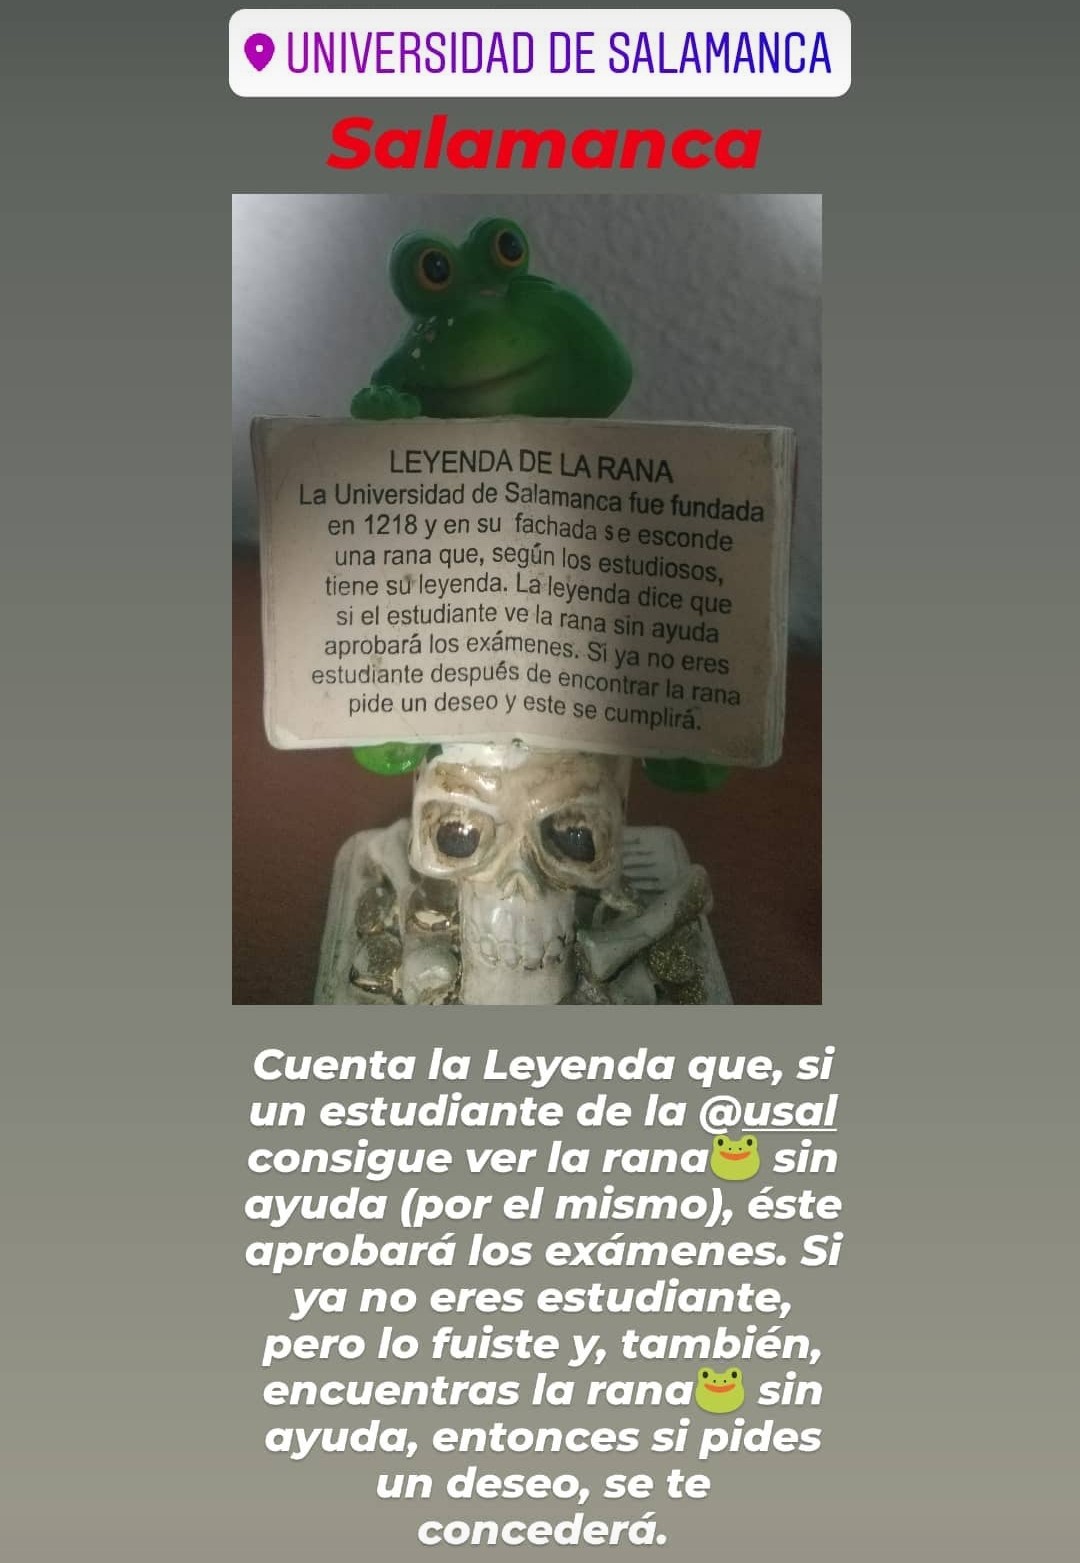 UNIVERSIDAD DE SALAMANCA
Salamanca
LEYENDA DE LA RANA
La Universidad de Salamanca fue fundada
en 1218 y en su fachada se esconde
una rana que, según los estudiosos,
tiene su leyenda. La leyenda dice que
si el estudiante ve la rana sin ayuda
aprobará los exámenes. Si ya no eres
estudiante después de encontrar la rana
pide un deseo y este se cumplirá.
Cuenta la Leyenda que, si
un estudiante de la @usal
consigue ver la rana🐸 sin
ayuda (por el mismo), éste
aprobará los exámenes. Si
ya no eres estudiante,
pero lo fuiste y, también,
encuentras la rana🐸 sin
ayuda, entonces si pides
un deseo, se te
concederá.